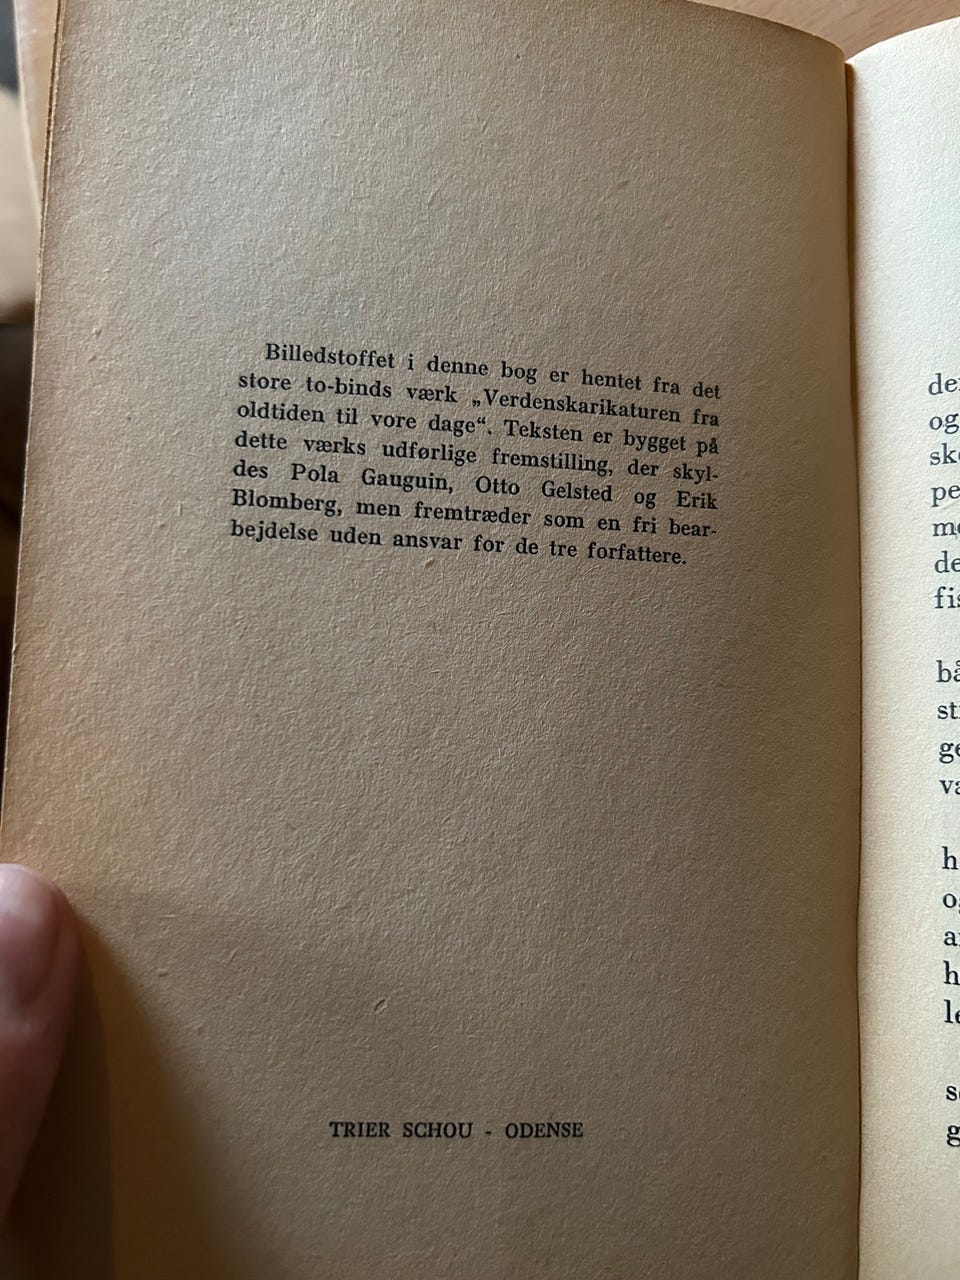 Billedstoffet i denne bog er hentet fra det
store to-binds værk „Verdenskarikaturen fra
oldtiden til vore dage“. Teksten er bygget på
dette værks udførlige fremstilling, der skyl-
des Pola Gauguin, Otto Gelsted og Erik
Blomberg, men fremtræder som en fri bear-
bejdelse uden ansvar for de tre forfattere.
TRIER SCHOU - ODENSE